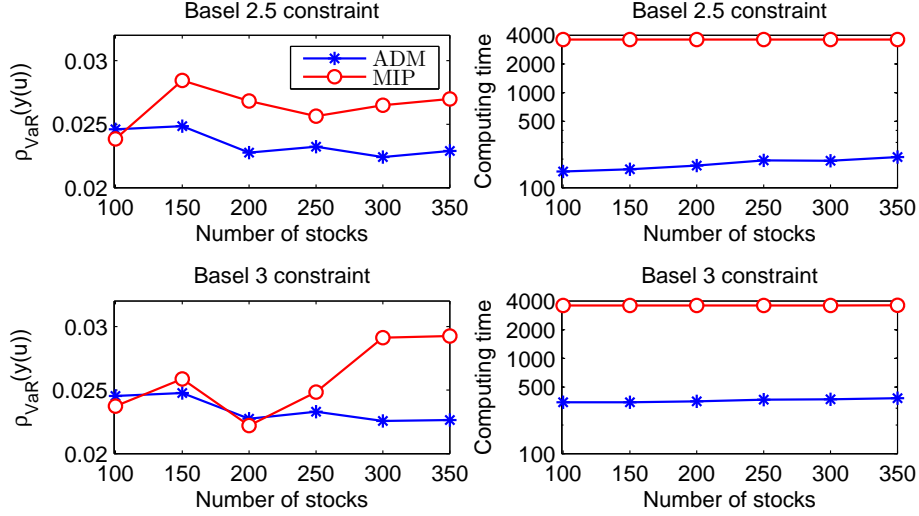 Basel 2.5 constraint
0.03
0.025
0.02
ρVaR(y(u))
ADM
MIP
100 150 200 250 300 350
Number of stocks
Basel 2.5 constraint
4000
1000
500
100
Computing time
100 150 200 250 300 350
Number of stocks
Basel 3 constraint
0.03
0.025
0.02
ρVaR(y(u))
100 150 200 250 300 350
Number of stocks
Basel 3 constraint
4000
1000
500
100
Computing time
100 150 200 250 300 350
Number of stocks